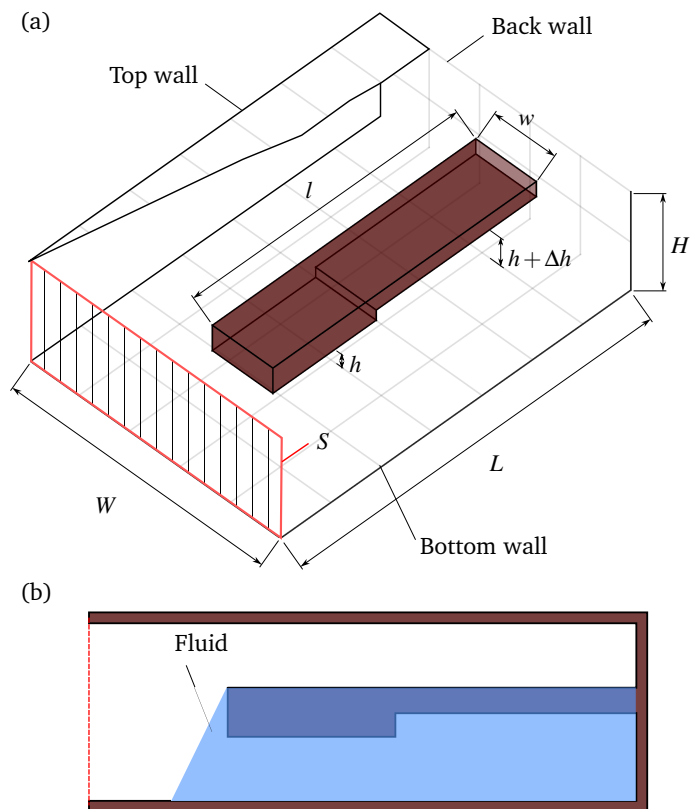 (a)
Back wall
Top wall
w
l
H
h + Δh
h
S
L
W
Bottom wall
(b)
Fluid